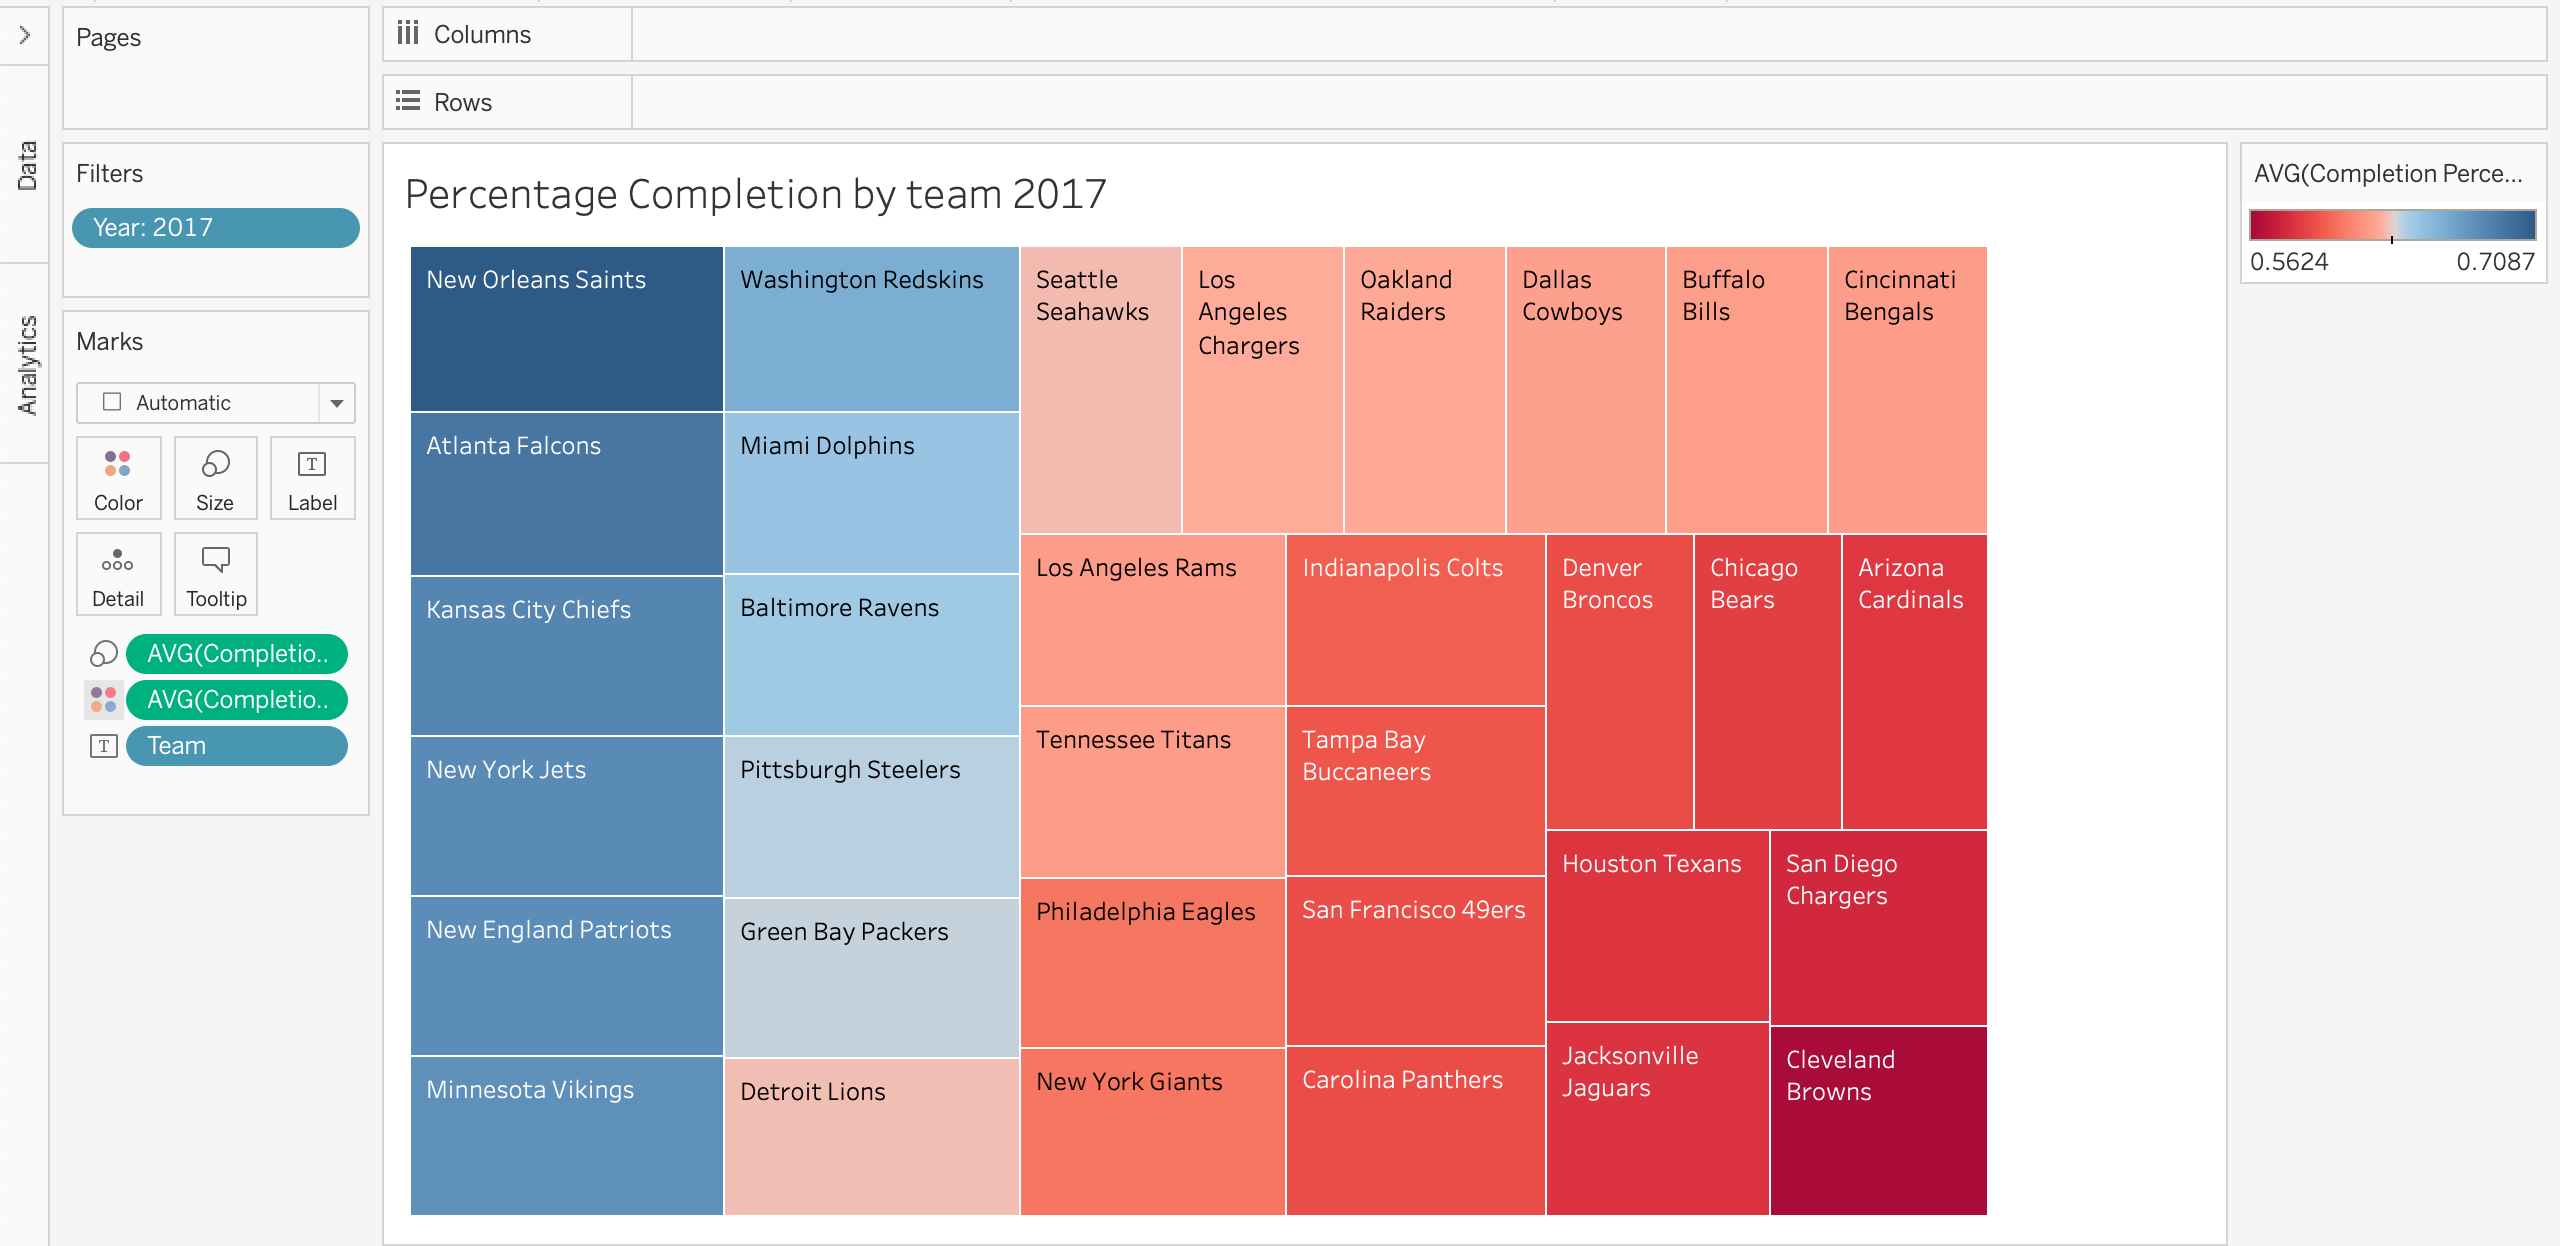 Pages
Columns
Rows
Data
Analytics
Filters
Year: 2017
Marks
Automatic
Color
Size
T
Label
Detail
Tooltip
AVG(Completio..
AVG(Completio..
T
Team
Percentage Completion by team 2017
New Orleans Saints
Atlanta Falcons
Kansas City Chiefs
New York Jets
New England Patriots
Minnesota Vikings
Washington Redskins
Miami Dolphins
Baltimore Ravens
Pittsburgh Steelers
Green Bay Packers
Detroit Lions
Seattle
Seahawks
Los
Angeles
Chargers
Oakland
Raiders
Dallas
Cowboys
Buffalo
Bills
Cincinnati
Bengals
Los Angeles Rams
Tennessee Titans
Philadelphia Eagles
New York Giants
Indianapolis Colts
Tampa Bay
Buccaneers
San Francisco 49ers
Carolina Panthers
Denver
Broncos
Chicago
Bears
Arizona
Cardinals
Houston Texans
Jacksonville
Jaguars
San Diego
Chargers
Cleveland
Browns
AVG(Completion Perce...
0.5624
0.7087